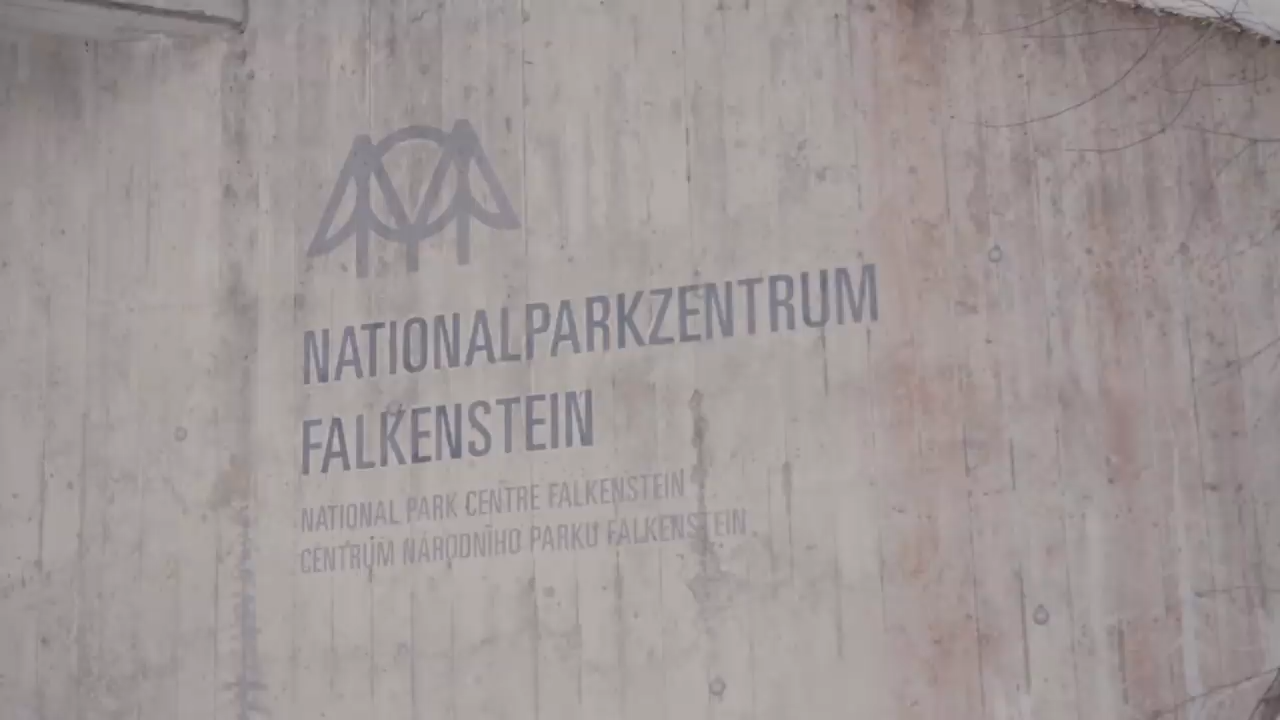 NATIONALPARKZENTRUM
FALKENSTEIN
NATIONAL PARK CENTRE FALKENSTEIN
CENTRUM NÁRODNÍHO PARKU FALKENSTEIN